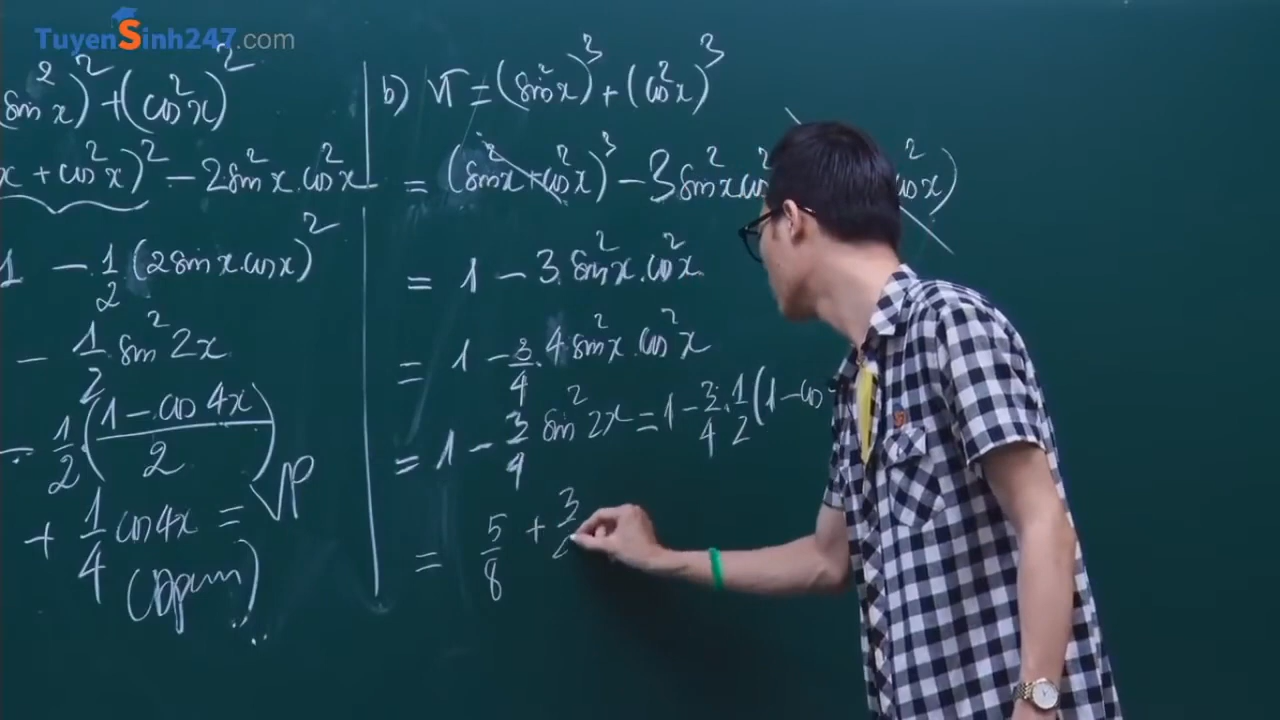 TuyenSinh247.com
sin²x)² + (cos²x)²
x + cos²x)² - 2sin²x.cos²x
1 - 1/2 (2sinx.cosx)²
- 1/2 sin²2x
- 1/2.((1-cos4x)/2)
+ 1/4 cos4x = VP
(Đpcm)
b) VT = (sin²x)³ + (cos²x)³
= (sin²x + cos²x)³ - 3sin²xcos² cos²x)
= 1 - 3.sin²x.cos²x
= 1 - 3/4.4sin²x.cos²x
= 1 - 3/4 sin²2x = 1 - 3/4.1/2(1-cos
= 5/8 + 3